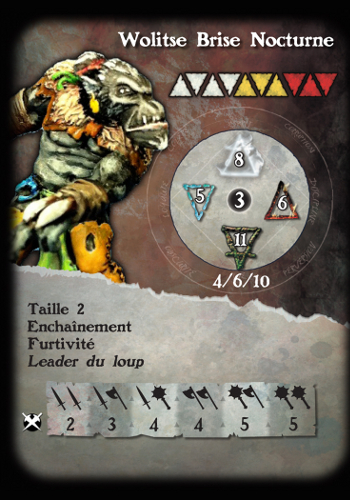 Wolitse Brise Nocturne
8
5 3 6
11
4/6/10
Taille 2
Enchaînement
Furtivité
Leader du loup
2 3 4 4 5 5